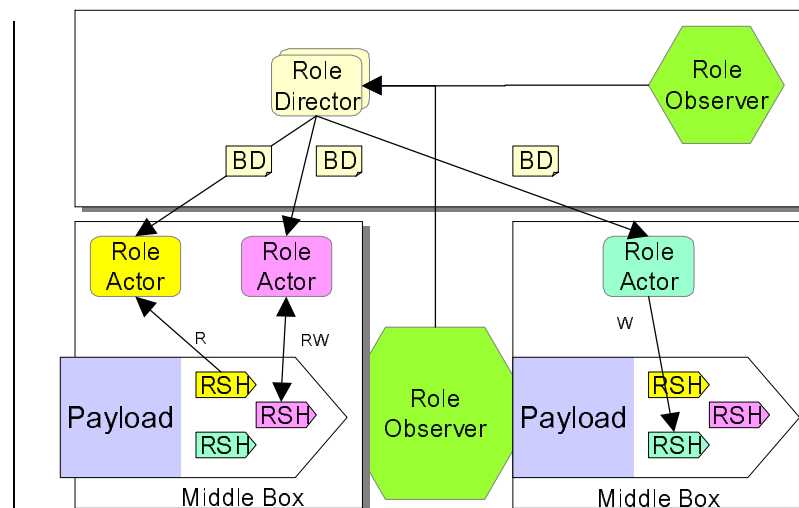 Role
Director
Role
Observer
BD
BD
BD
Role
Actor
Role
Actor
Role
Actor
R
RW
W
Payload
RSH
RSH
RSH
Role
Observer
Payload
RSH
RSH
RSH
Middle Box
Middle Box